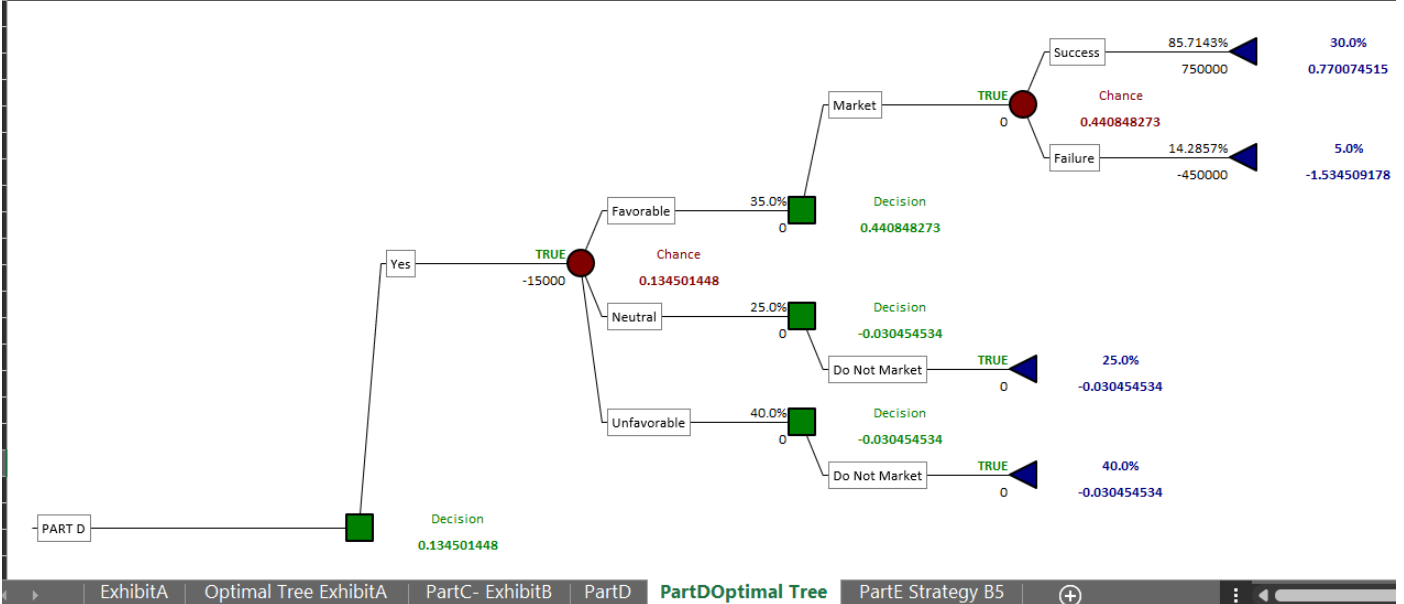 Success 85.7143% 30.0%
750000 0.770074515
Market TRUE Chance
0 0.440848273
Failure 14.2857% 5.0%
-450000 -1.534509178
Favorable 35.0% Decision
0 0.440848273
Yes TRUE Chance
-15000 0.134501448
Neutral 25.0% Decision
0 -0.030454534
Do Not Market TRUE 25.0%
0 -0.030454534
Unfavorable 40.0% Decision
0 -0.030454534
Do Not Market TRUE 40.0%
0 -0.030454534
PART D Decision
0.134501448
ExhibitA Optimal Tree ExhibitA PartC- ExhibitB PartD PartDOptimal Tree PartE Strategy B5